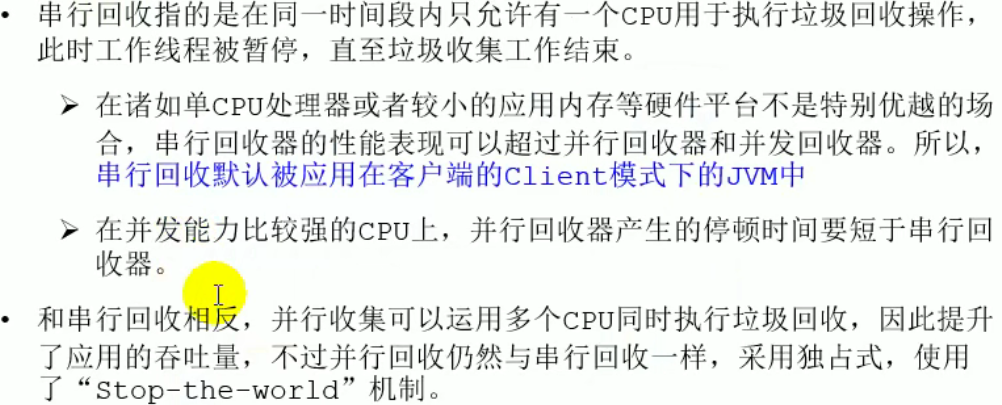 • 串行回收指的是在同一时间段内只允许有一个CPU用于执行垃圾回收操作，
此时工作线程被暂停，直至垃圾收集工作结束。
➤ 在诸如单CPU处理器或者较小的应用内存等硬件平台不是特别优越的场
合，串行回收器的性能表现可以超过并行回收器和并发回收器。所以，
串行回收默认被应用在客户端的Client模式下的JVM中
➤ 在并发能力比较强的CPU上，并行回收器产生的停顿时间要短于串行回
收器。
• 和串行回收相反，并行收集可以运用多个CPU同时执行垃圾回收，因此提升
了应用的吞吐量，不过并行回收仍然与串行回收一样，采用独占式，使用
了“Stop-the-world”机制。